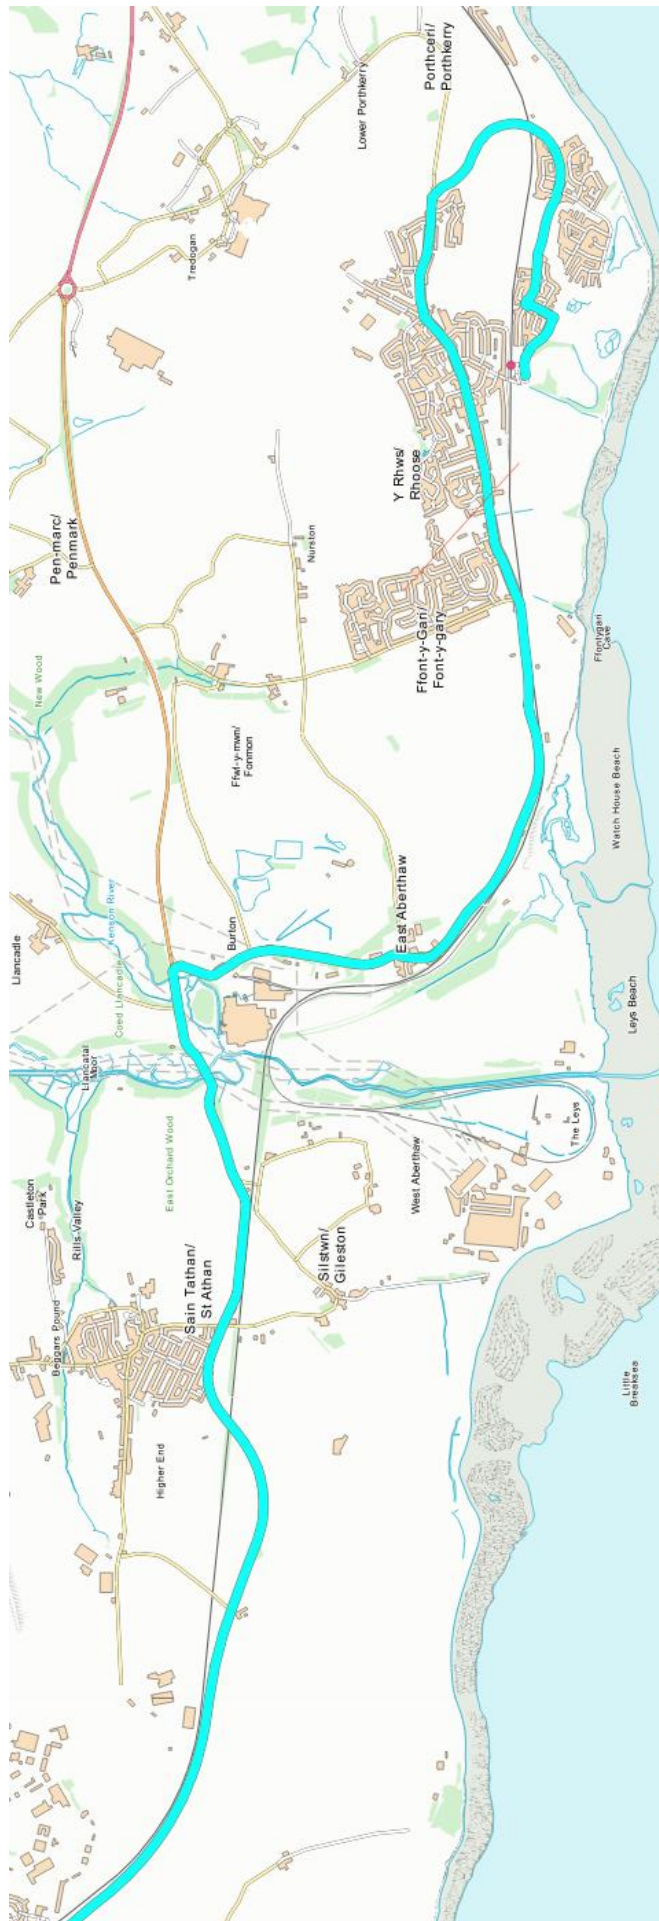 Porthceri/
Porthkerry
Lower Porthkerry
Tredogan
Y Rhws/
Rhoose
Pen-marc/
Penmark
Nurston
Ffont-y-Gari/
Font-y-gary
Ffontygari
Cave
New Wood
Ffwl-y-mwn/
Fonmon
Watch House Beach
Llancadle
Kenson River
Coed Llancadle
Burton
East Aberthaw
Leys Beach
Llancatal
Moor
East Orchard Wood
The Leys
West Aberthaw
Castleton
Park
Rills-Valley
Beggars Pound
Sain Tathan/
St Athan
Silstwn/
Gileston
Higher End
Little
Breaksea